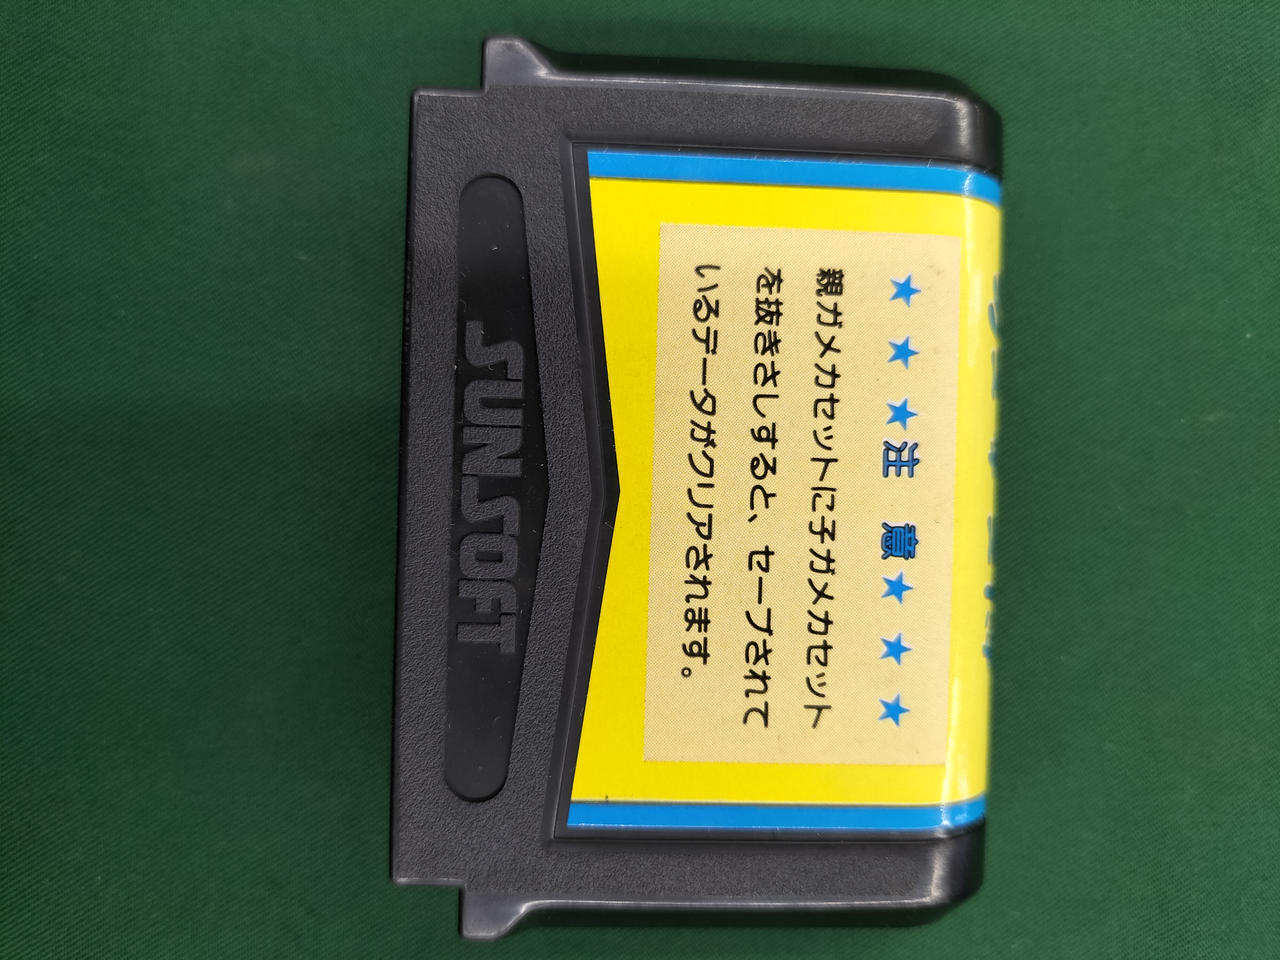 ★★★注 意★★★
親ガメカセットに子ガメカセット
を抜きさしすると、セーブされて
いるデータがクリアされます。
SUNSOFT